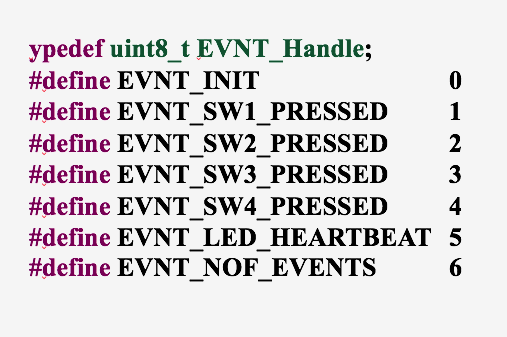 ypedef uint8_t EVNT_Handle;
#define EVNT_INIT 0
#define EVNT_SW1_PRESSED 1
#define EVNT_SW2_PRESSED 2
#define EVNT_SW3_PRESSED 3
#define EVNT_SW4_PRESSED 4
#define EVNT_LED_HEARTBEAT 5
#define EVNT_NOF_EVENTS 6